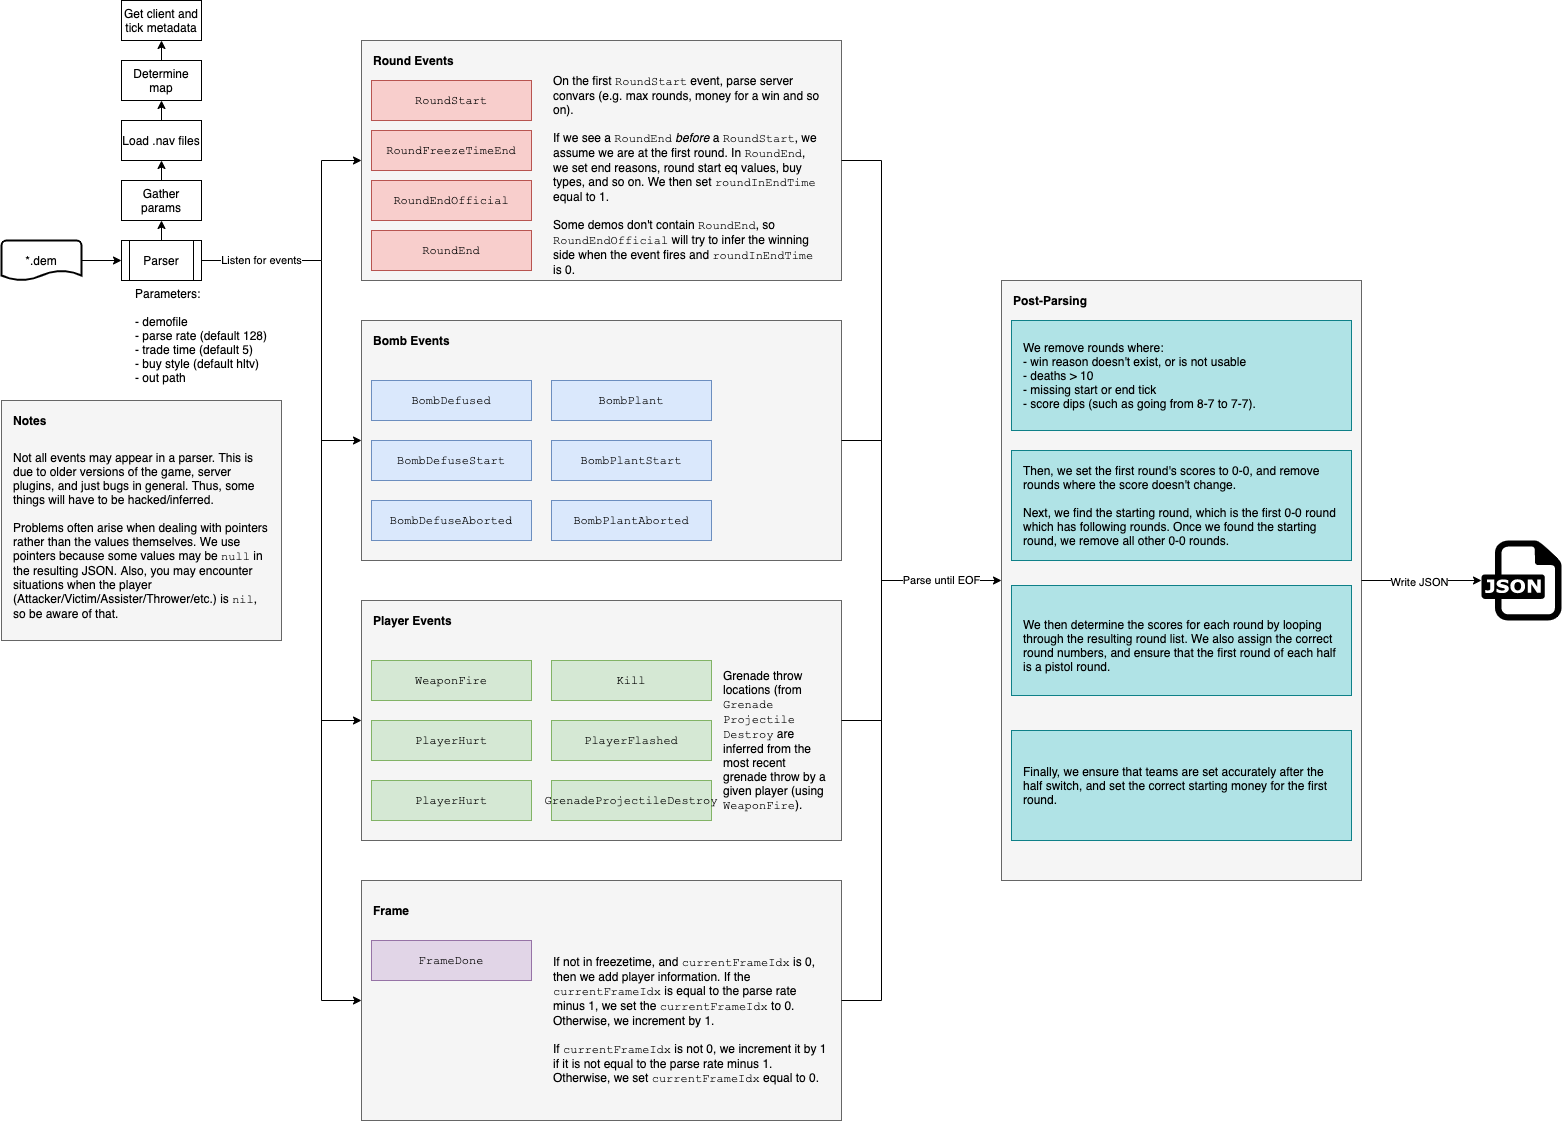 Get client and
tick metadata
Determine
map
Load .nav files
Gather
params
*.dem
Parser
Listen for events
Parameters:
- demofile
- parse rate (default 128)
- trade time (default 5)
- buy style (default hltv)
- out path
Notes
Not all events may appear in a parser. This is
due to older versions of the game, server
plugins, and just bugs in general. Thus, some
things will have to be hacked/inferred.
Problems often arise when dealing with pointers
rather than the values themselves. We use
pointers because some values may be null in
the resulting JSON. Also, you may encounter
situations when the player
(Attacker/Victim/Assister/Thrower/etc.) is nil,
so be aware of that.
Round Events
RoundStart
RoundFreezeTimeEnd
RoundEndOfficial
RoundEnd
On the first RoundStart event, parse server
convars (e.g. max rounds, money for a win and so
on).
If we see a RoundEnd before a RoundStart, we
assume we are at the first round. In RoundEnd,
we set end reasons, round start eq values, buy
types, and so on. We then set roundInEndTime
equal to 1.
Some demos don't contain RoundEnd, so
RoundEndOfficial will try to infer the winning
side when the event fires and roundInEndTime
is 0.
Bomb Events
BombDefused
BombPlant
BombDefuseStart
BombPlantStart
BombDefuseAborted
BombPlantAborted
Player Events
WeaponFire
Kill
PlayerHurt
PlayerFlashed
PlayerHurt
GrenadeProjectileDestroy
Grenade throw
locations (from
Grenade
Projectile
Destroy are
inferred from the
most recent
grenade throw by a
given player (using
WeaponFire).
Frame
FrameDone
If not in freezetime, and currentFrameIdx is 0,
then we add player information. If the
currentFrameIdx is equal to the parse rate
minus 1, we set the currentFrameIdx to 0.
Otherwise, we increment by 1.
If currentFrameIdx is not 0, we increment it by 1
if it is not equal to the parse rate minus 1.
Otherwise, we set currentFrameIdx equal to 0.
Parse until EOF
Post-Parsing
We remove rounds where:
- win reason doesn't exist, or is not usable
- deaths > 10
- missing start or end tick
- score dips (such as going from 8-7 to 7-7).
Then, we set the first round's scores to 0-0, and remove
rounds where the score doesn't change.
Next, we find the starting round, which is the first 0-0 round
which has following rounds. Once we found the starting
round, we remove all other 0-0 rounds.
We then determine the scores for each round by looping
through the resulting round list. We also assign the correct
round numbers, and ensure that the first round of each half
is a pistol round.
Finally, we ensure that teams are set accurately after the
half switch, and set the correct starting money for the first
round.
Write JSON
JSON